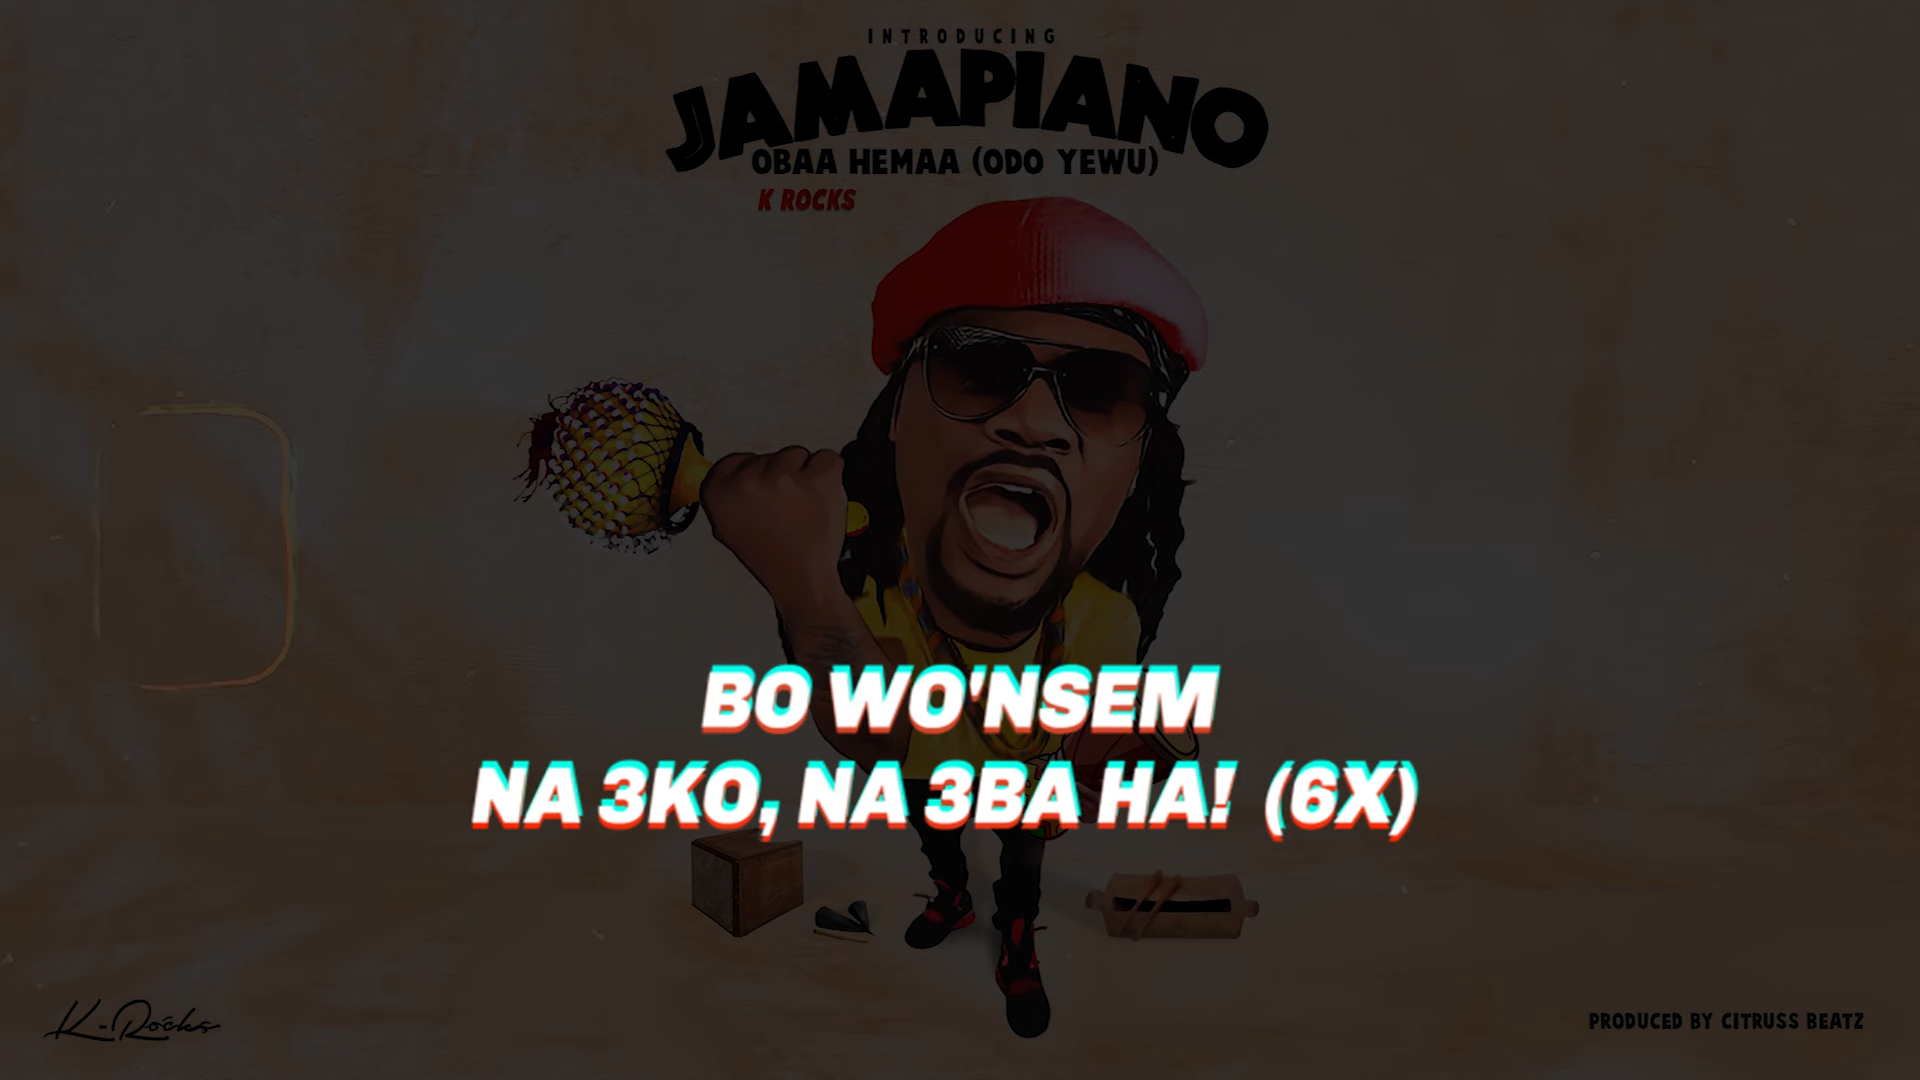 INTRODUCING
JAMAPIANO
OBAA HEMAA (ODO YEWU)
K ROCKS
BO WO'NSEM
NA 3KO, NA 3BA HA! (6X)
K-Rocks
PRODUCED BY CITRUSS BEATZ